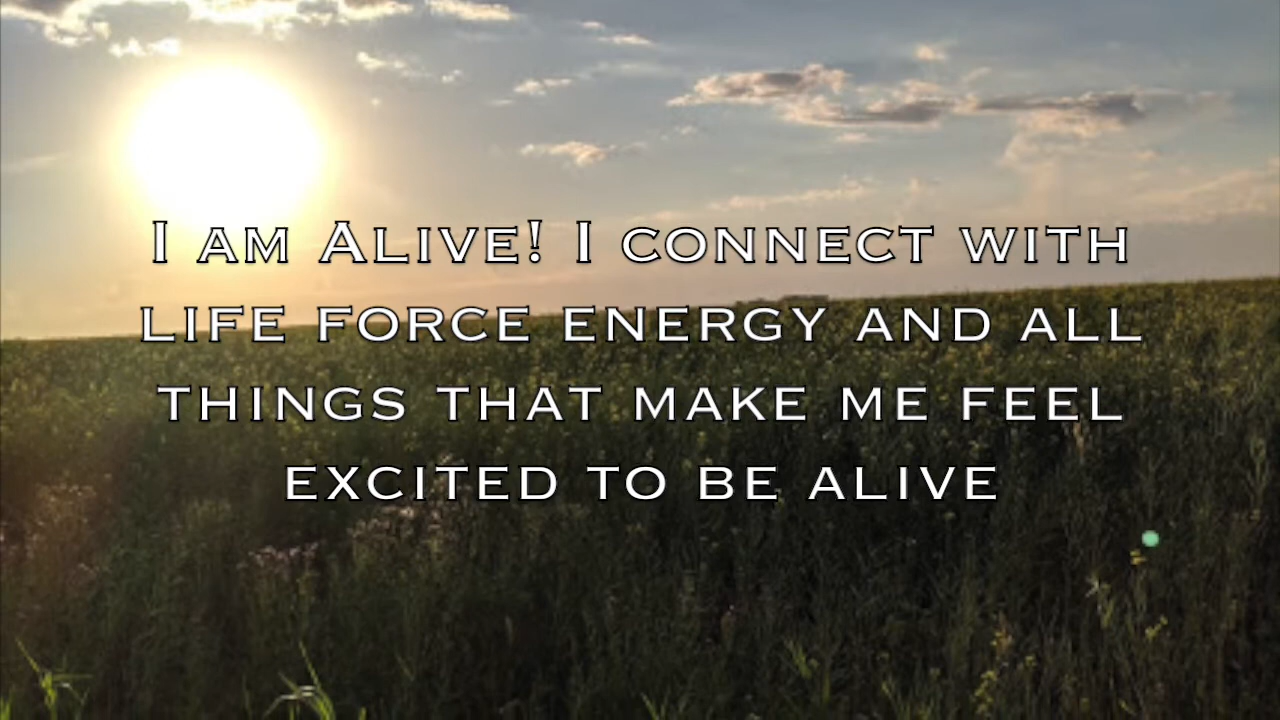 I am Alive! I connect with
life force energy and all
things that make me feel
excited to be alive